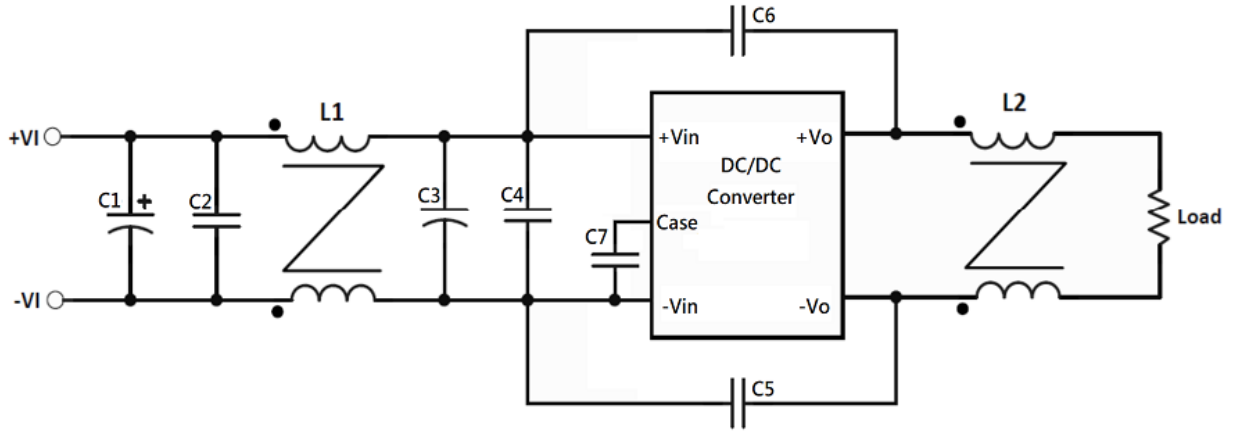 C6
L1
L2
+VI
+Vin
+Vo
DC/DC
Converter
C1 +
C2
C3
C4
Case
Load
C7
-VI
-Vin
-Vo
C5